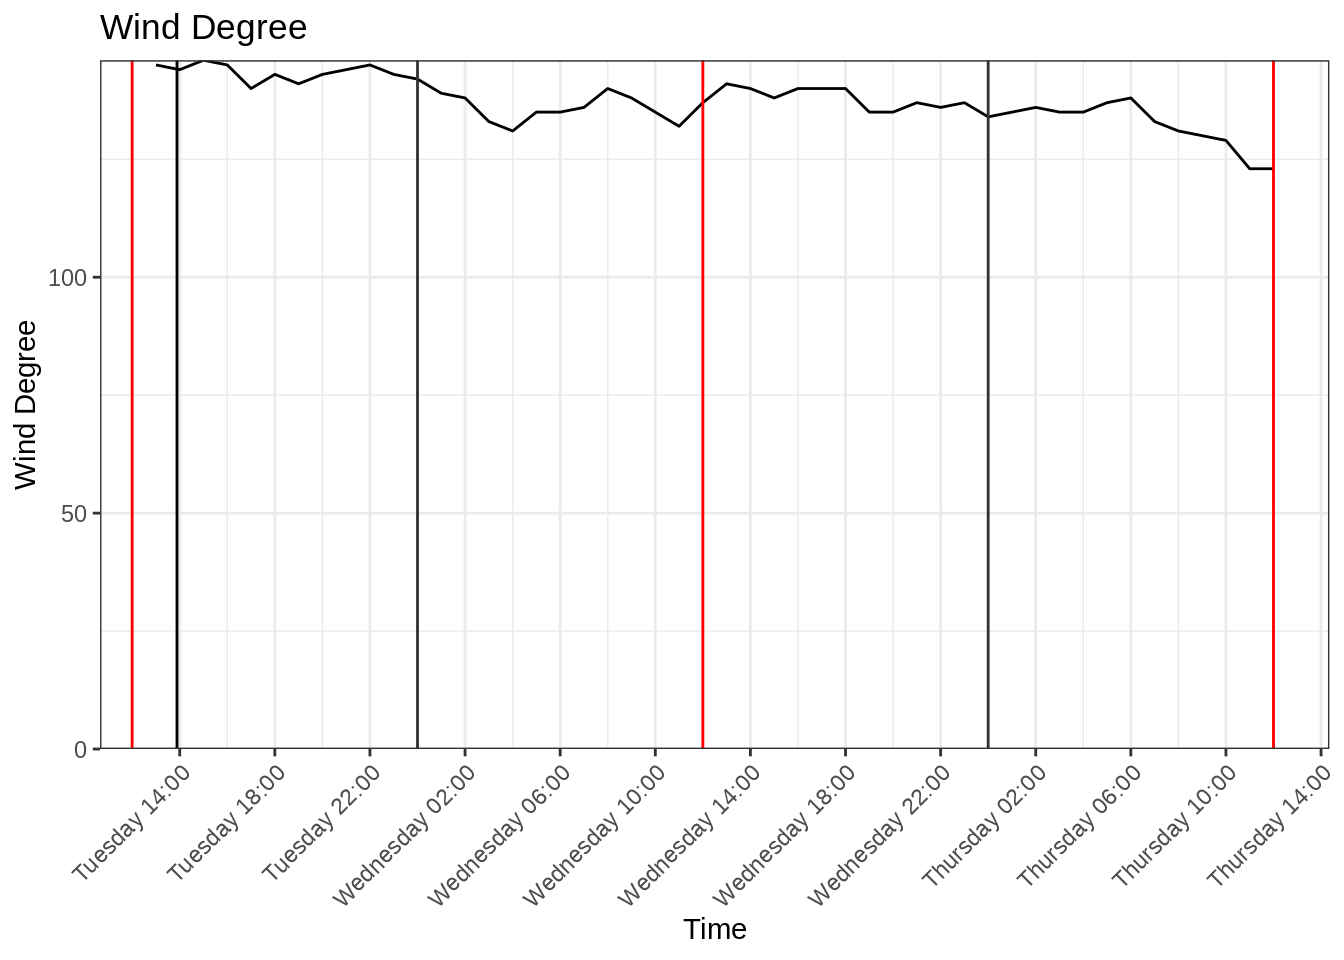 Wind Degree
Wind Degree
100
50
0
Tuesday 14:00
Tuesday 18:00
Tuesday 22:00
Wednesday 02:00
Wednesday 06:00
Wednesday 10:00
Wednesday 14:00
Wednesday 18:00
Wednesday 22:00
Thursday 02:00
Thursday 06:00
Thursday 10:00
Thursday 14:00
Time